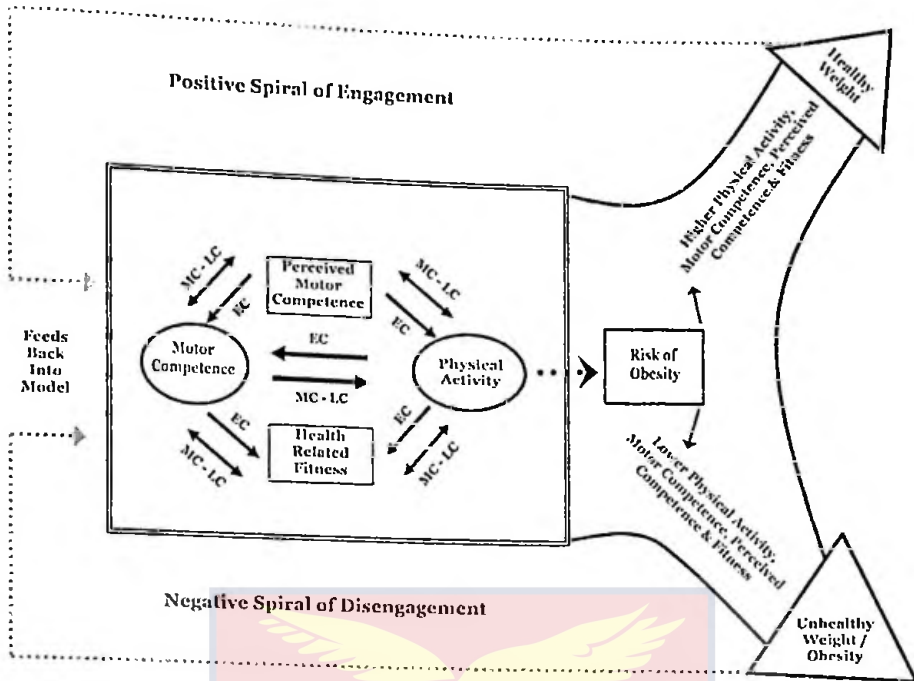 Positive Spiral of Engagement
Healthy
Weight
Higher Physical Activity,
Motor Competence, Perceived
Competence & Fitness
MC - LC
EC
Perceived
Motor
Competence
MC - LC
EC
Feeds
Back
Into
Model
Motor
Competence
EC
MC - LC
Physical
Activity
Risk of
Obesity
EC
MC - LC
Health
Related
Fitness
EC
MC - LC
Lower Physical Activity,
Motor Competence, Perceived
Competence & Fitness
Negative Spiral of Disengagement
Unhealthy
Weight /
Obesity